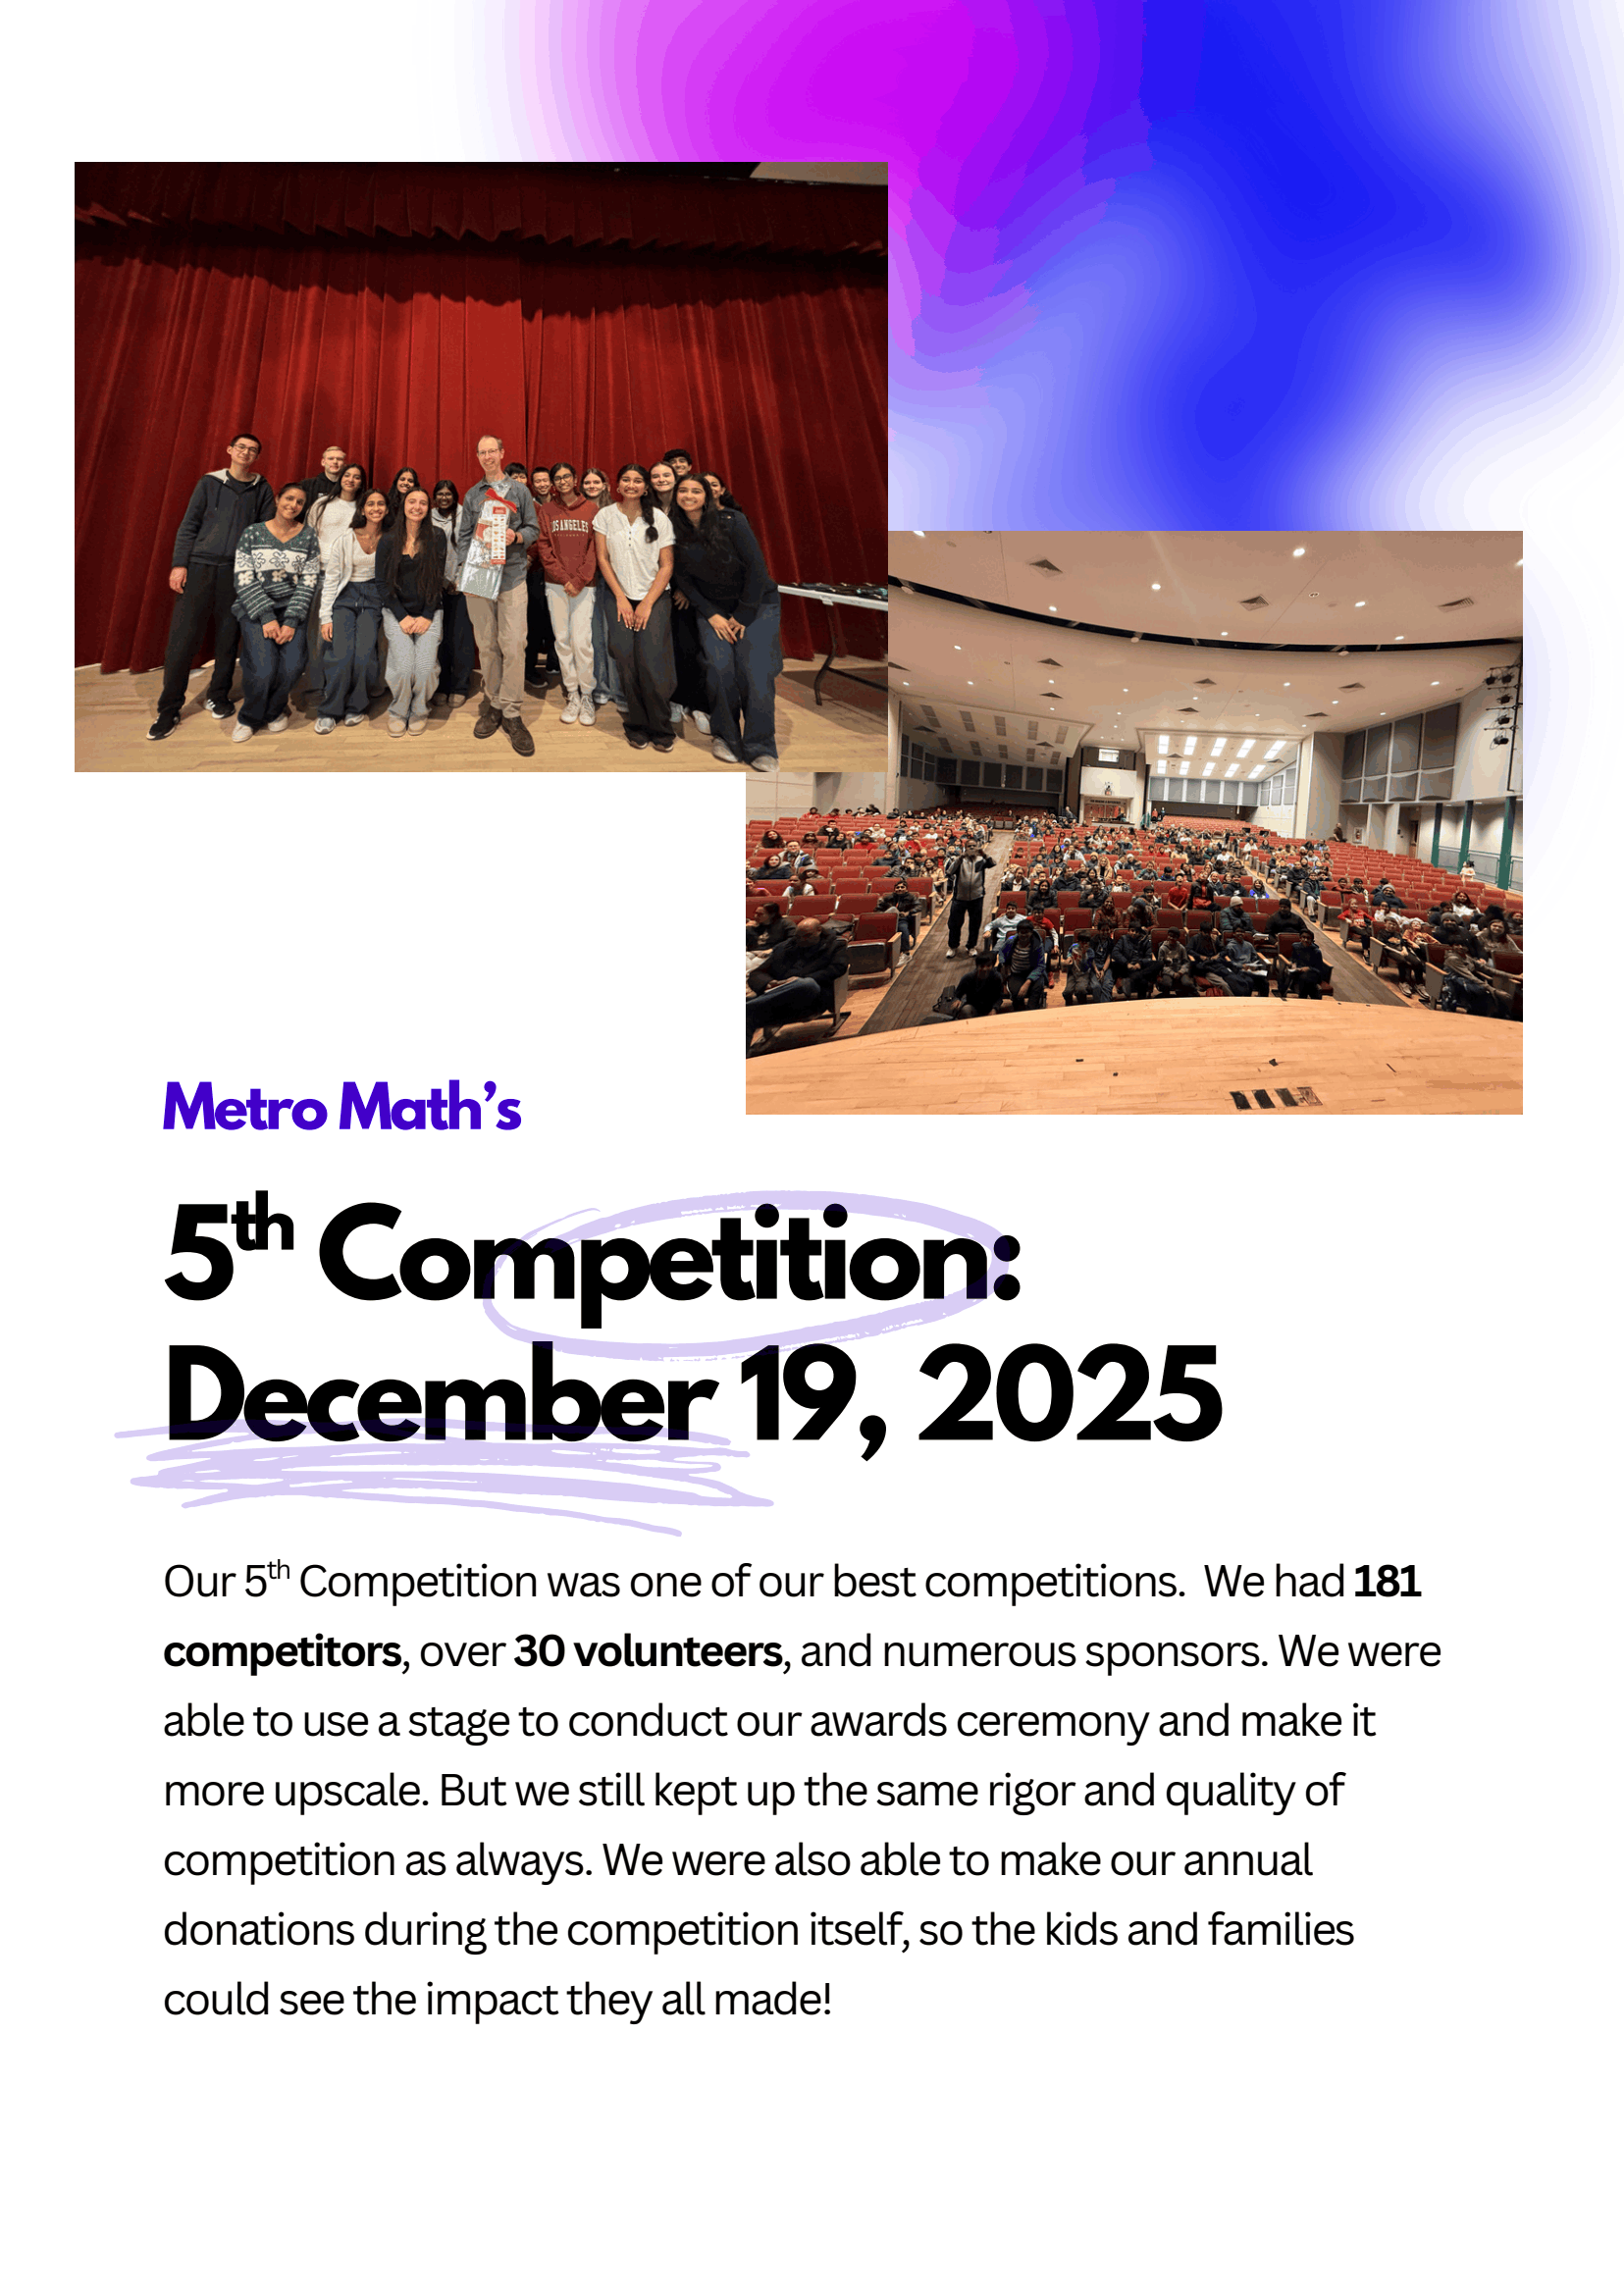 LOS ANGELES
Metro Math’s
5th Competition:
December 19, 2025
Our 5th Competition was one of our best competitions. We had 181
competitors, over 30 volunteers, and numerous sponsors. We were
able to use a stage to conduct our awards ceremony and make it
more upscale. But we still kept up the same rigor and quality of
competition as always. We were also able to make our annual
donations during the competition itself, so the kids and families
could see the impact they all made!